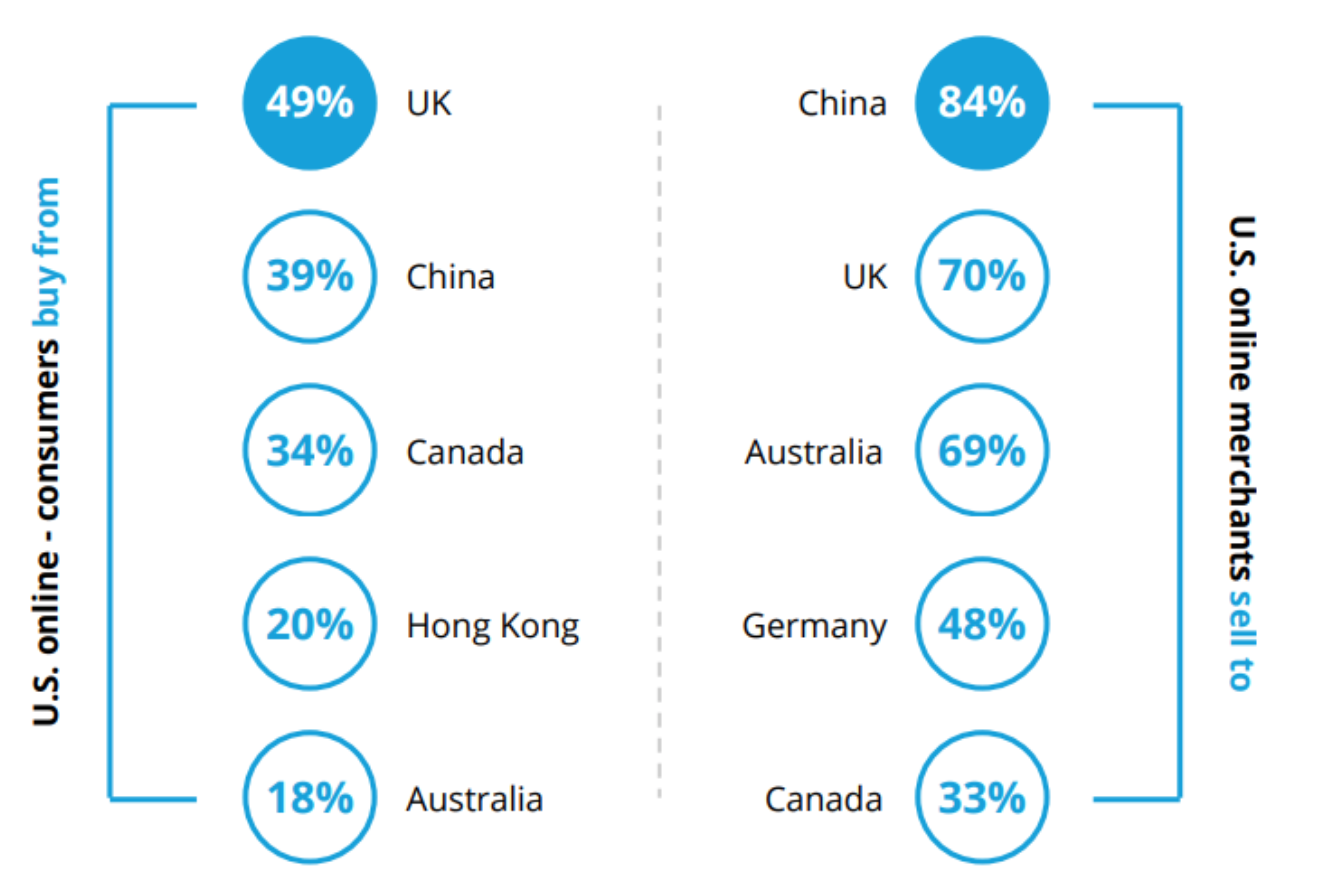 U.S. online - consumers buy from
49% UK
39% China
34% Canada
20% Hong Kong
18% Australia
China 84%
UK 70%
Australia 69%
Germany 48%
Canada 33%
U.S. online merchants sell to